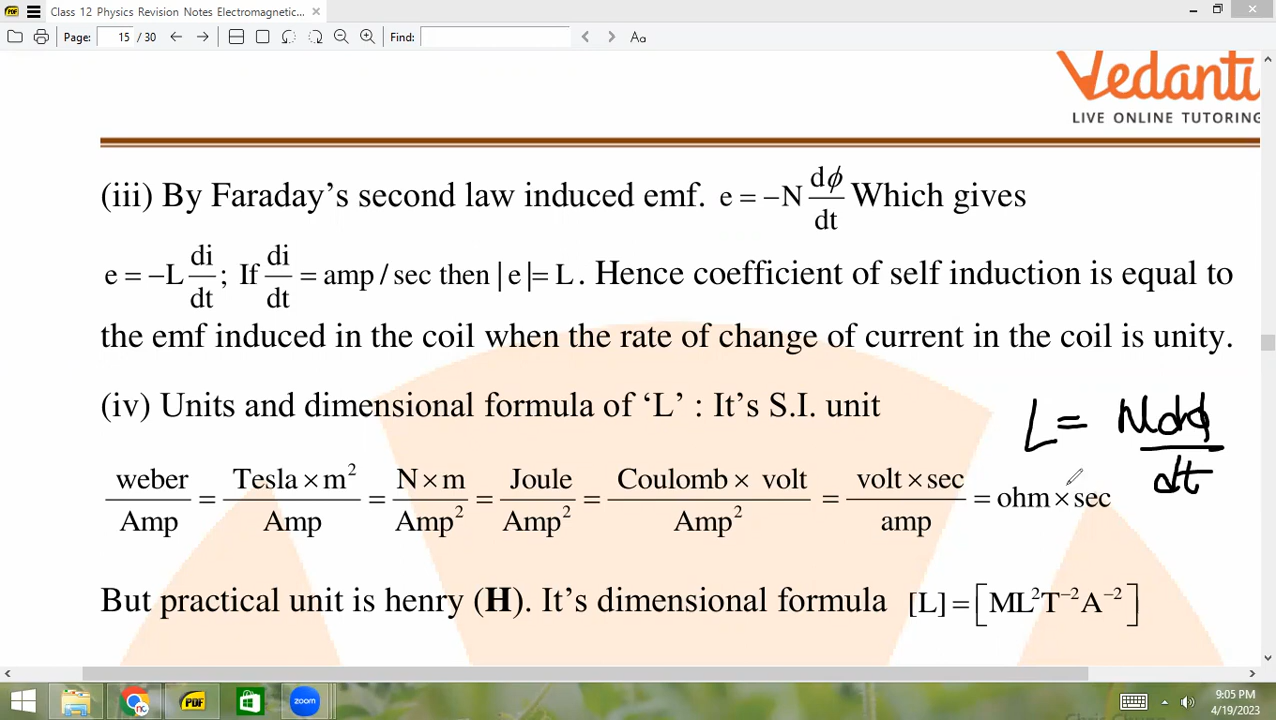 Class 12 Physics Revision Notes Electromagnetic... ×
Page: 15 / 30 Find: Aa
Vedantu
LIVE ONLINE TUTORING
(iii) By Faraday's second law induced emf. e = −N dφ/dt Which gives
e = −L di/dt; If di/dt = amp / sec then | e |= L . Hence coefficient of self induction is equal to
the emf induced in the coil when the rate of change of current in the coil is unity.
(iv) Units and dimensional formula of ‘L’ : It’s S.I. unit
L = Ndφ/dt
weber/Amp = Tesla × m²/Amp = N × m/Amp² = Joule/Amp² = Coulomb × volt/Amp² = volt × sec/amp = ohm × sec
But practical unit is henry (H). It’s dimensional formula [L] = [ML²T⁻²A⁻²]
PDF zoom
9:05 PM
4/19/2023